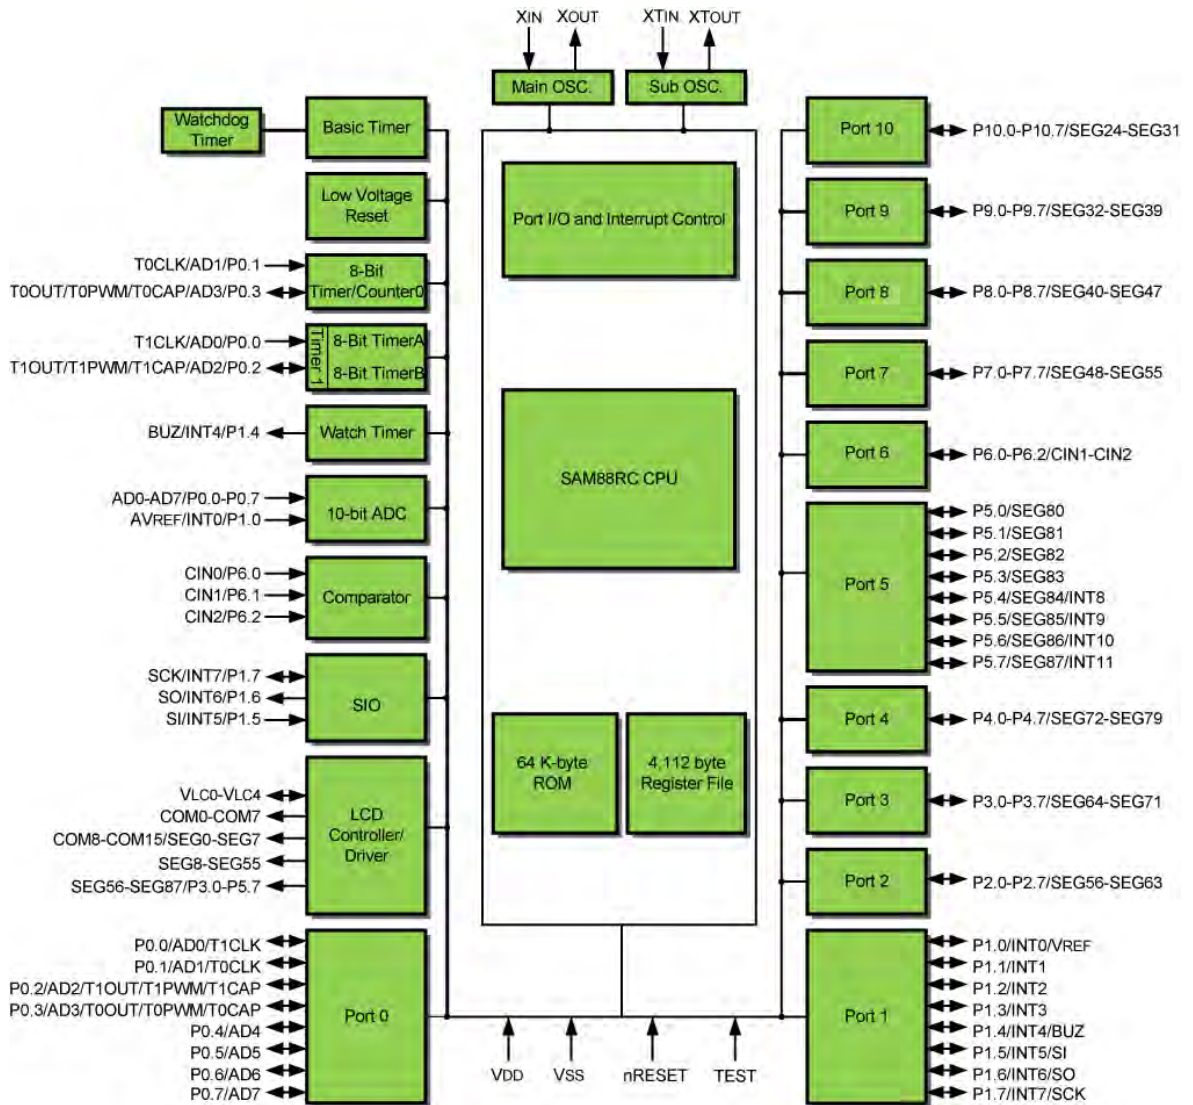 XIN XOUT XTIN XTOUT
Main OSC.
Sub OSC.
Watchdog
Timer
Basic Timer
Low Voltage
Reset
T0CLK/AD1/P0.1
T0OUT/T0PWM/T0CAP/AD3/P0.3
8-Bit
Timer/Counter0
T1CLK/AD0/P0.0
T1OUT/T1PWM/T1CAP/AD2/P0.2
Timer 1
8-Bit TimerA
8-Bit TimerB
BUZ/INT4/P1.4
Watch Timer
AD0-AD7/P0.0-P0.7
AVREF/INT0/P1.0
10-bit ADC
CIN0/P6.0
CIN1/P6.1
CIN2/P6.2
Comparator
SCK/INT7/P1.7
SO/INT6/P1.6
SI/INT5/P1.5
SIO
VLC0-VLC4
COM0-COM7
COM8-COM15/SEG0-SEG7
SEG8-SEG55
SEG56-SEG87/P3.0-P5.7
LCD
Controller/
Driver
P0.0/AD0/T1CLK
P0.1/AD1/T0CLK
P0.2/AD2/T1OUT/T1PWM/T1CAP
P0.3/AD3/T0OUT/T0PWM/T0CAP
P0.4/AD4
P0.5/AD5
P0.6/AD6
P0.7/AD7
Port 0
Port I/O and Interrupt Control
SAM88RC CPU
64 K-byte
ROM
4,112 byte
Register File
VDD VSS nRESET TEST
Port 10
P10.0-P10.7/SEG24-SEG31
Port 9
P9.0-P9.7/SEG32-SEG39
Port 8
P8.0-P8.7/SEG40-SEG47
Port 7
P7.0-P7.7/SEG48-SEG55
Port 6
P6.0-P6.2/CIN1-CIN2
Port 5
P5.0/SEG80
P5.1/SEG81
P5.2/SEG82
P5.3/SEG83
P5.4/SEG84/INT8
P5.5/SEG85/INT9
P5.6/SEG86/INT10
P5.7/SEG87/INT11
Port 4
P4.0-P4.7/SEG72-SEG79
Port 3
P3.0-P3.7/SEG64-SEG71
Port 2
P2.0-P2.7/SEG56-SEG63
Port 1
P1.0/INT0/VREF
P1.1/INT1
P1.2/INT2
P1.3/INT3
P1.4/INT4/BUZ
P1.5/INT5/SI
P1.6/INT6/SO
P1.7/INT7/SCK